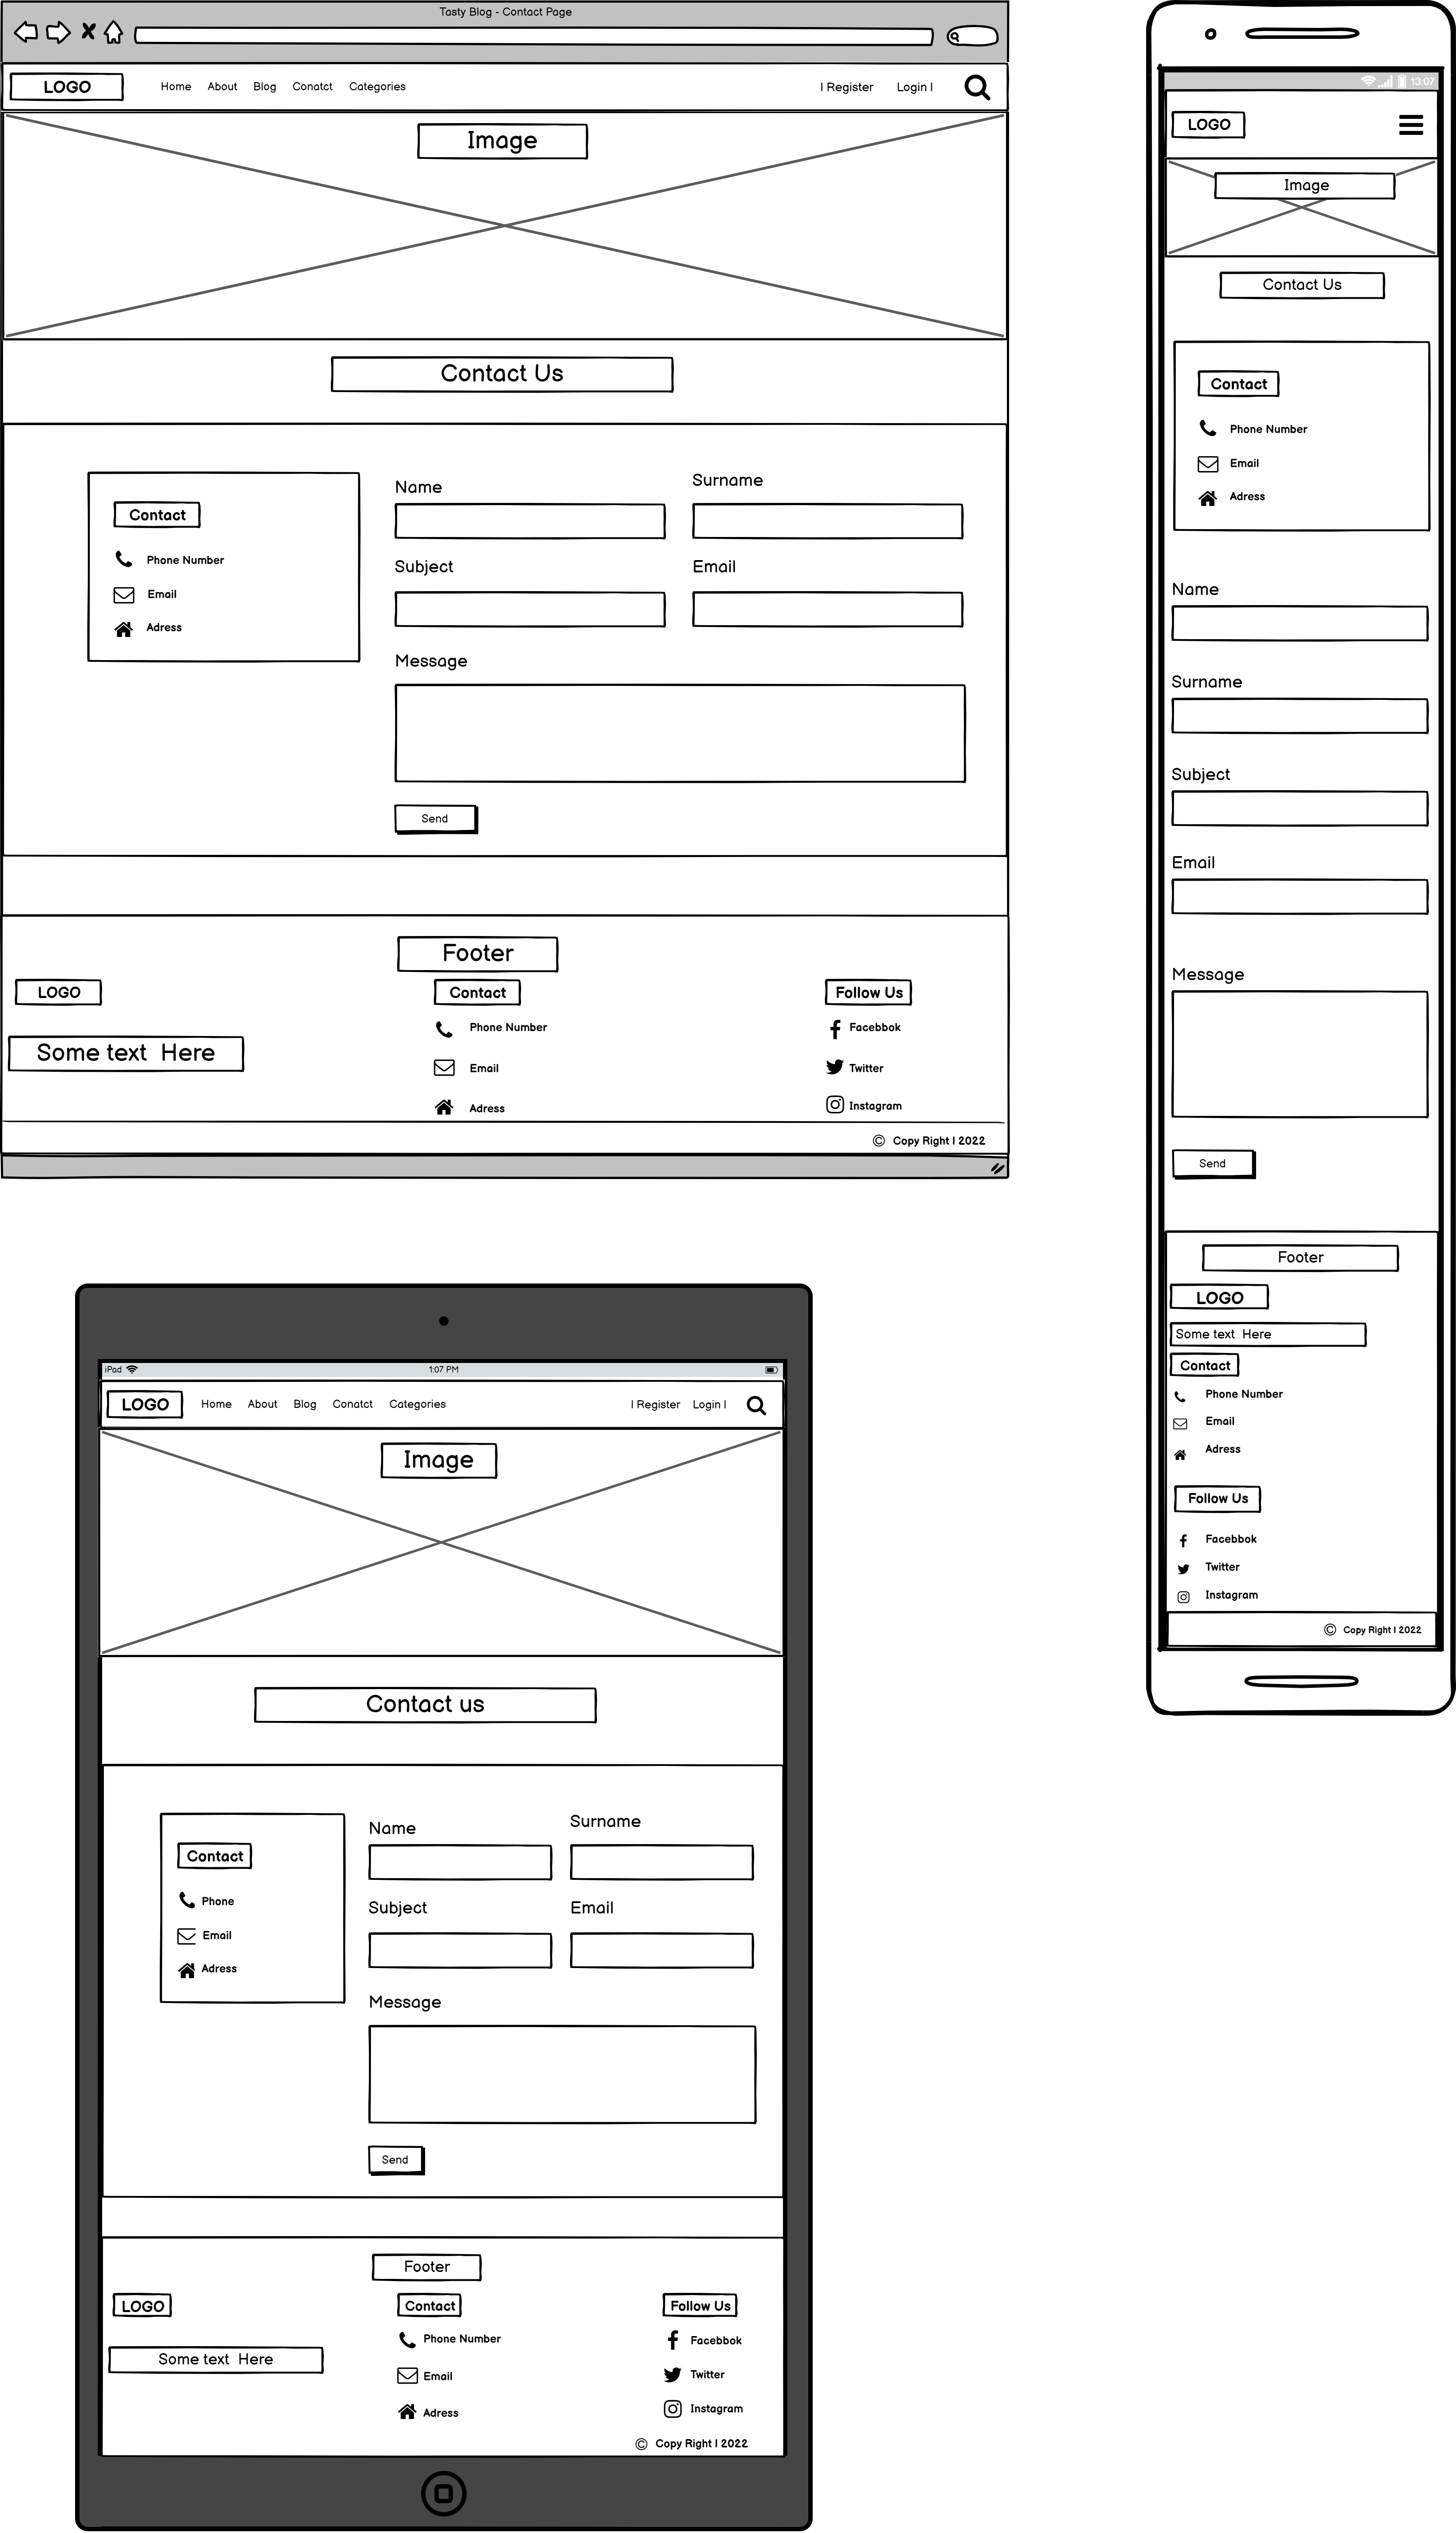 Tasty Blog - Contact Page
LOGO Home About Blog Conatct Categories | Register Login |
Image
Contact Us
Contact
Phone Number
Email
Adress
Name Surname
Subject Email
Message
Send
Footer
LOGO
Some text Here
Contact
Phone Number
Email
Adress
Follow Us
Facebbok
Twitter
Instagram
© Copy Right | 2022
13:07
LOGO
Image
Contact Us
Contact
Phone Number
Email
Adress
Name
Surname
Subject
Email
Message
Send
Footer
LOGO
Some text Here
Contact
Phone Number
Email
Adress
Follow Us
Facebbok
Twitter
Instagram
© Copy Right | 2022
iPad 1:07 PM
LOGO Home About Blog Conatct Categories | Register Login |
Image
Contact us
Contact
Phone
Email
Adress
Name Surname
Subject Email
Message
Send
Footer
LOGO
Some text Here
Contact
Phone Number
Email
Adress
Follow Us
Facebbok
Twitter
Instagram
© Copy Right | 2022